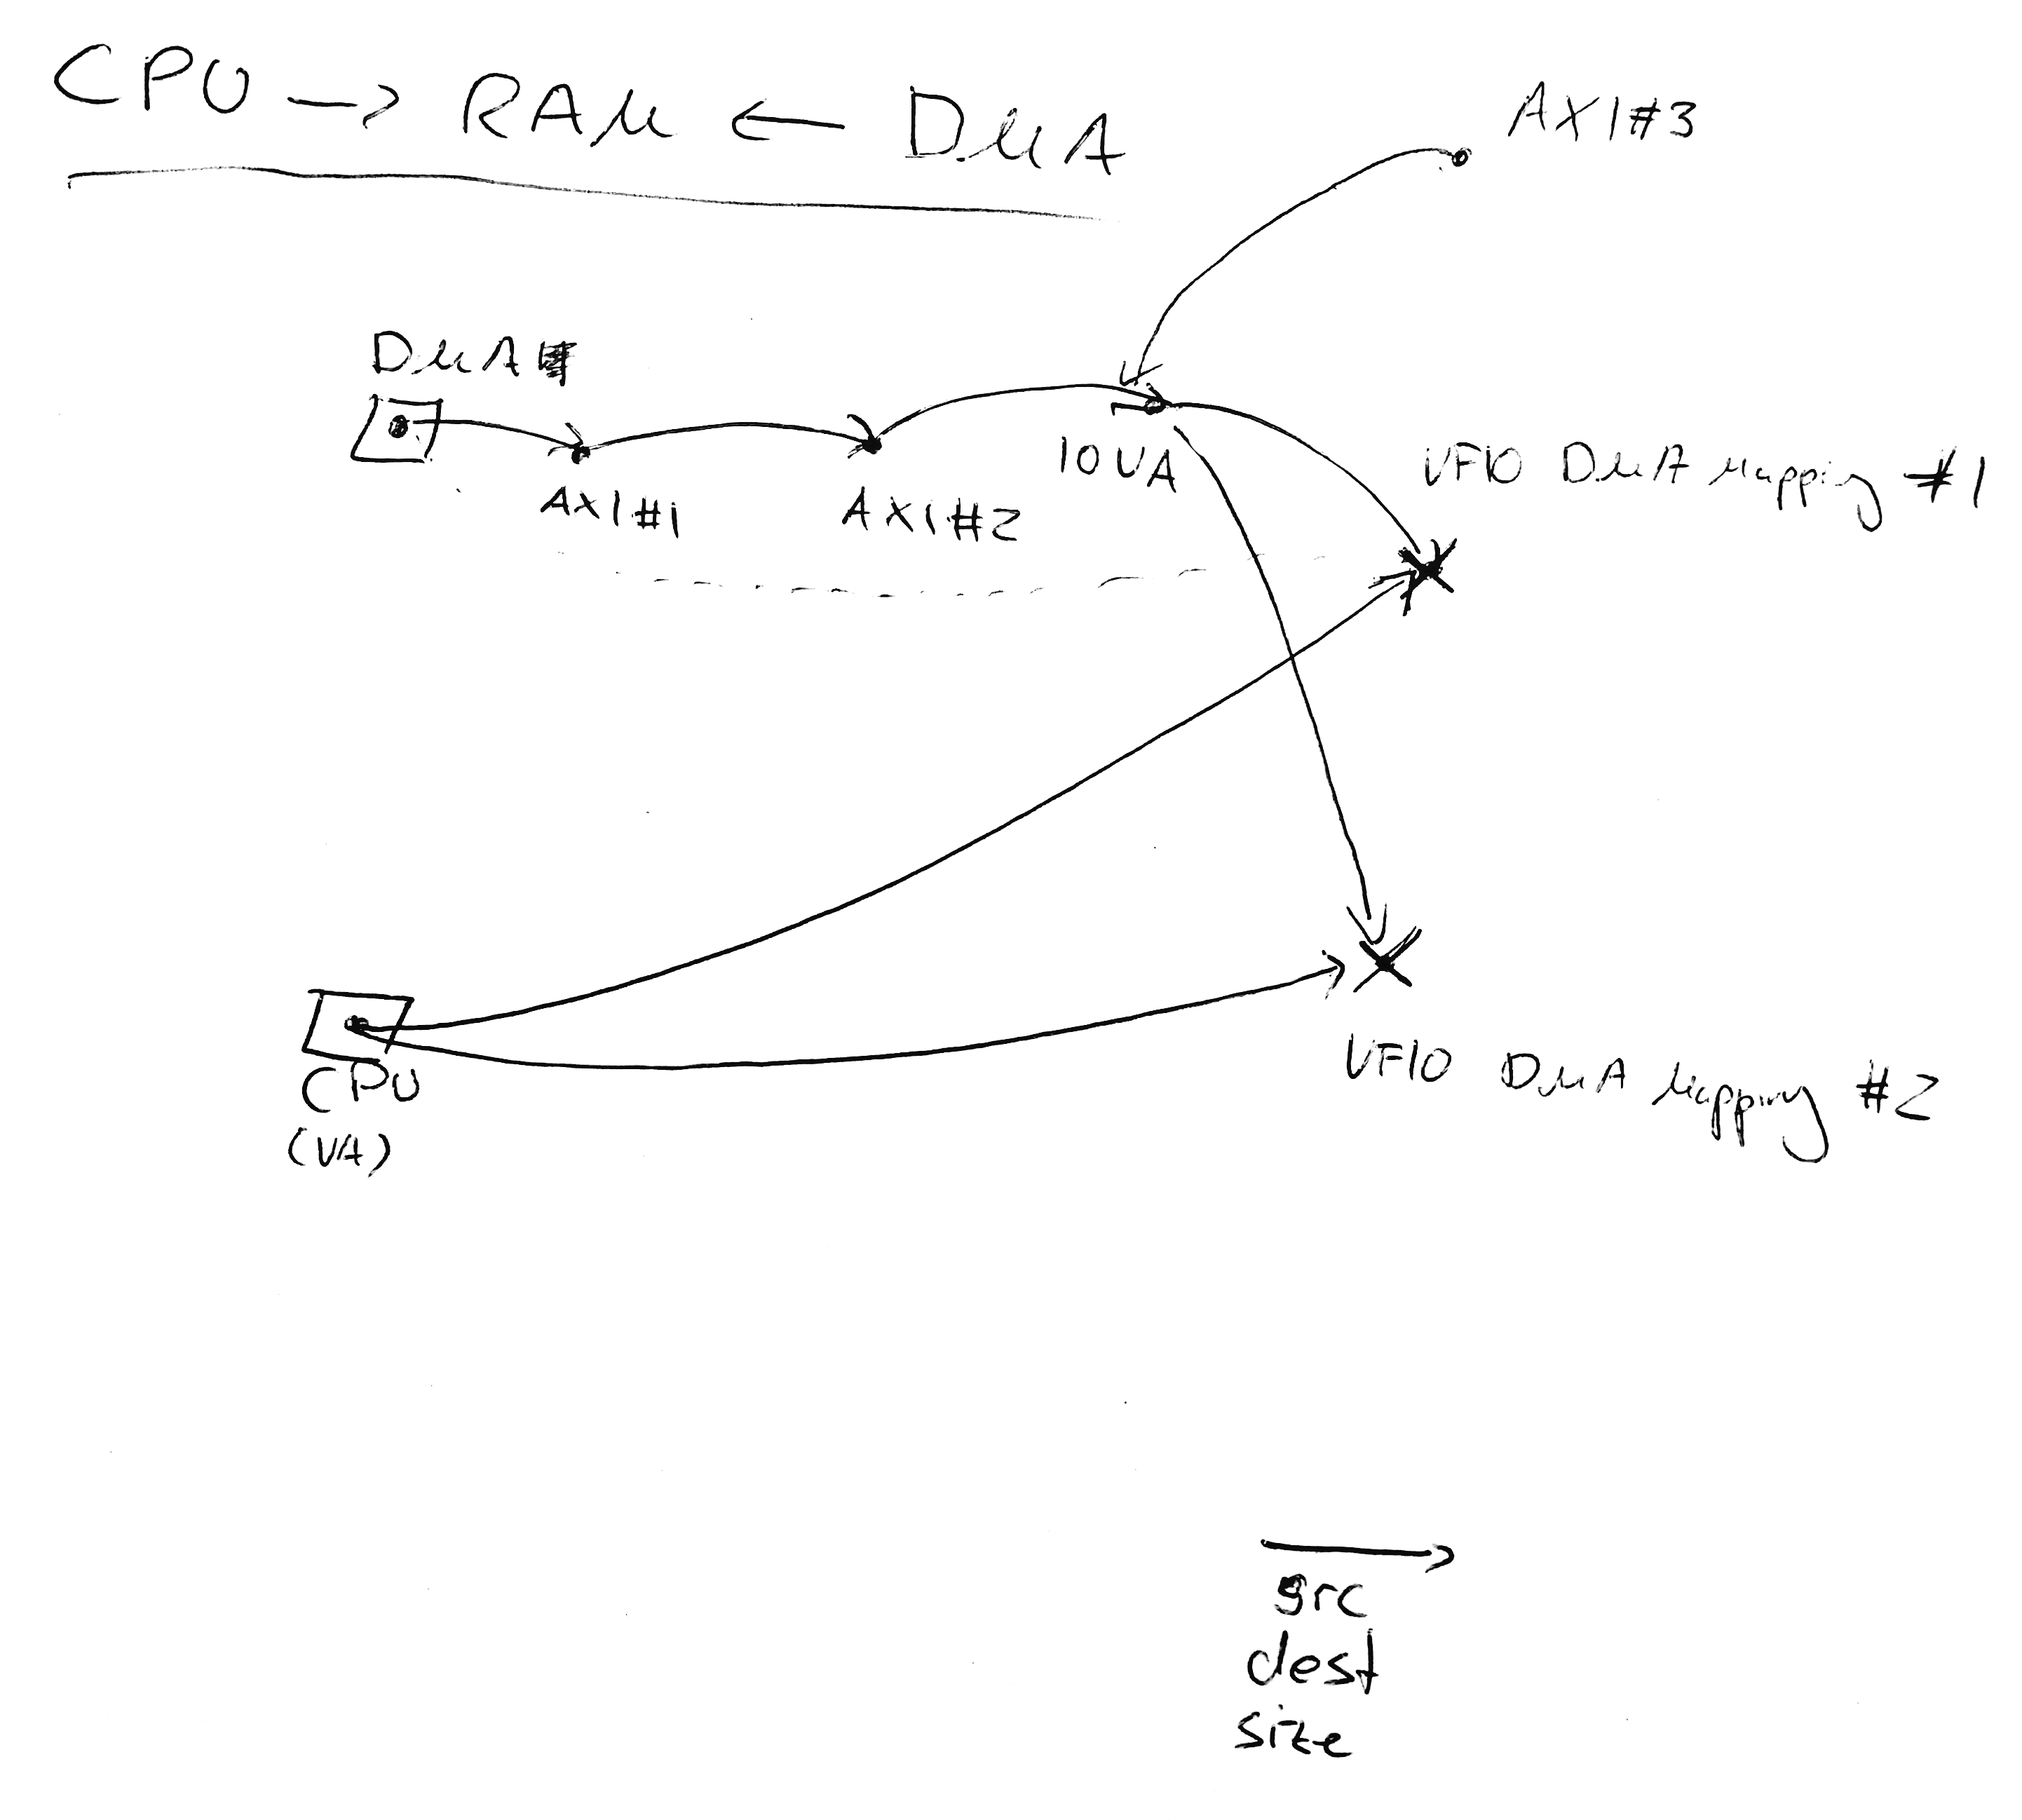 CPU → RAM ← DMA
AXI#3
DMA
AXI#1
AXI#2
IOVA
VFIO DMA Mapping #1
CPU
(VA)
VFIO DMA Mapping #2
src
dest
size